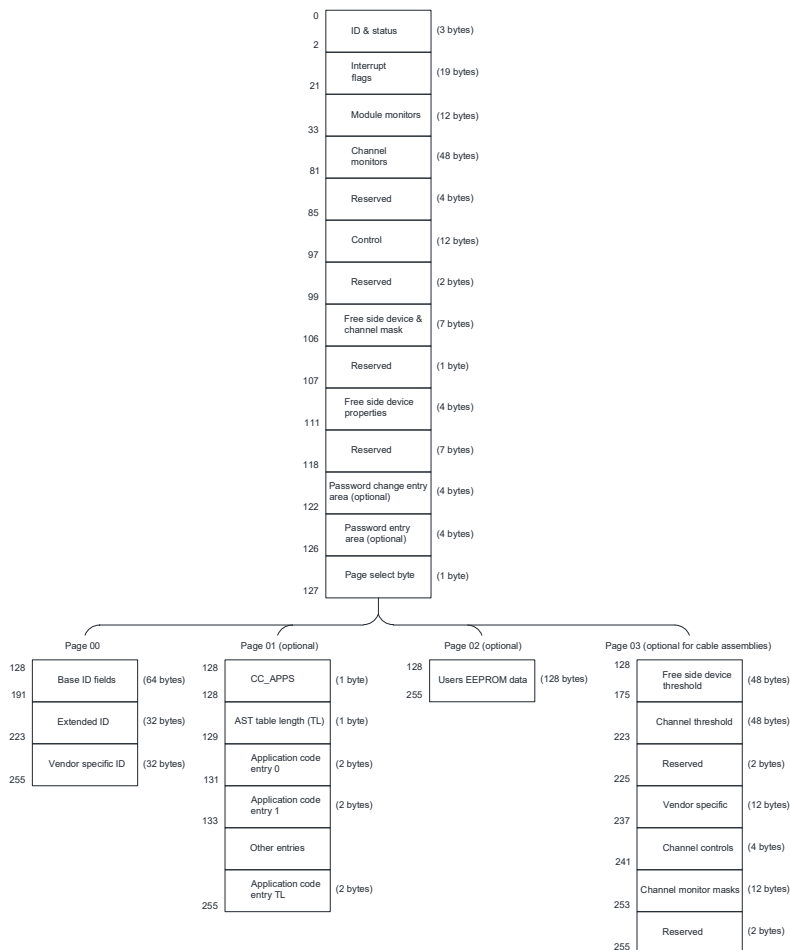 0
ID & status
(3 bytes)
2
Interrupt
flags
(19 bytes)
21
Module monitors
(12 bytes)
33
Channel
monitors
(48 bytes)
81
Reserved
(4 bytes)
85
Control
(12 bytes)
97
Reserved
(2 bytes)
99
Free side device &
channel mask
(7 bytes)
106
Reserved
(1 byte)
107
Free side device
properties
(4 bytes)
111
Reserved
(7 bytes)
118
Password change entry
area (optional)
(4 bytes)
122
Password entry
area (optional)
(4 bytes)
126
Page select byte
(1 byte)
127
Page 00
128
Base ID fields
(64 bytes)
191
Extended ID
(32 bytes)
223
Vendor specific ID
(32 bytes)
255
Page 01 (optional)
128
CC_APPS
(1 byte)
128
AST table length (TL)
(1 byte)
129
Application code
entry 0
(2 bytes)
131
Application code
entry 1
(2 bytes)
133
Other entries
Application code
entry TL
(2 bytes)
255
Page 02 (optional)
128
Users EEPROM data
(128 bytes)
255
Page 03 (optional for cable assemblies)
128
Free side device
threshold
(48 bytes)
175
Channel threshold
(48 bytes)
223
Reserved
(2 bytes)
225
Vendor specific
(12 bytes)
237
Channel controls
(4 bytes)
241
Channel monitor masks
(12 bytes)
253
Reserved
(2 bytes)
255